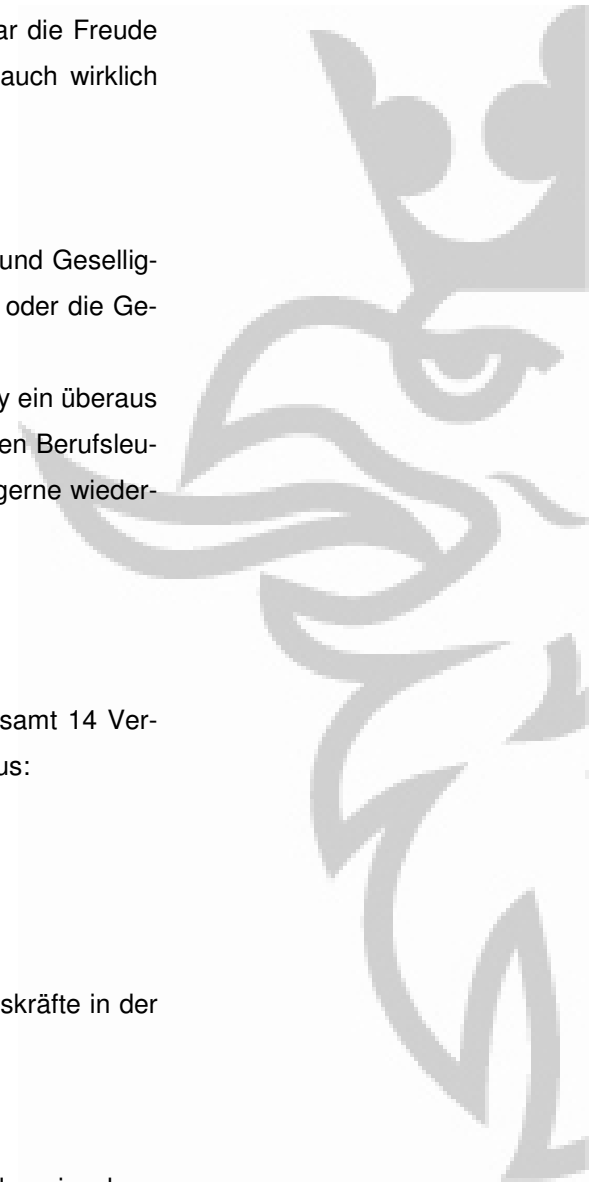 ar die Freude
auch wirklich
und Gesellig-
oder die Ge-
y ein überaus
en Berufsleu-
gerne wieder-
samt 14 Ver-
us:
skräfte in der